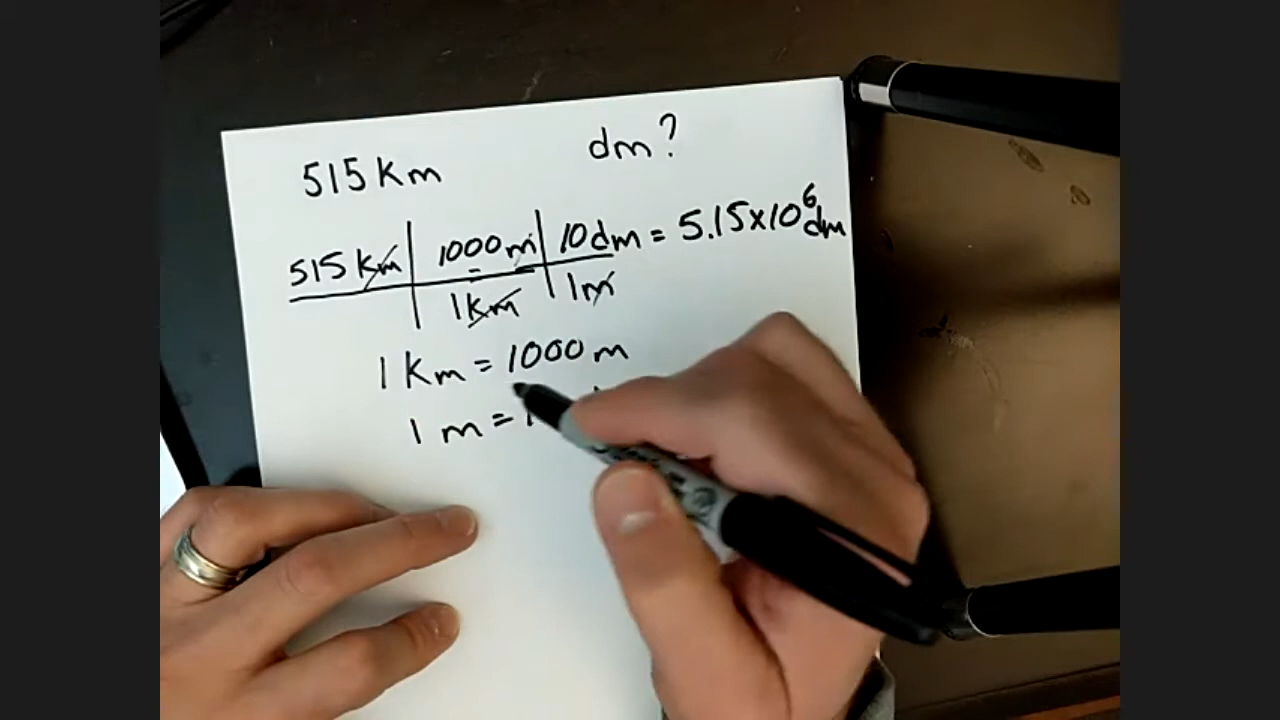 515 Km dm?
515 km 1000 m 10 dm = 5.15x10⁶ dm
1 km 1 m
1 Km = 1000 m
1 m =